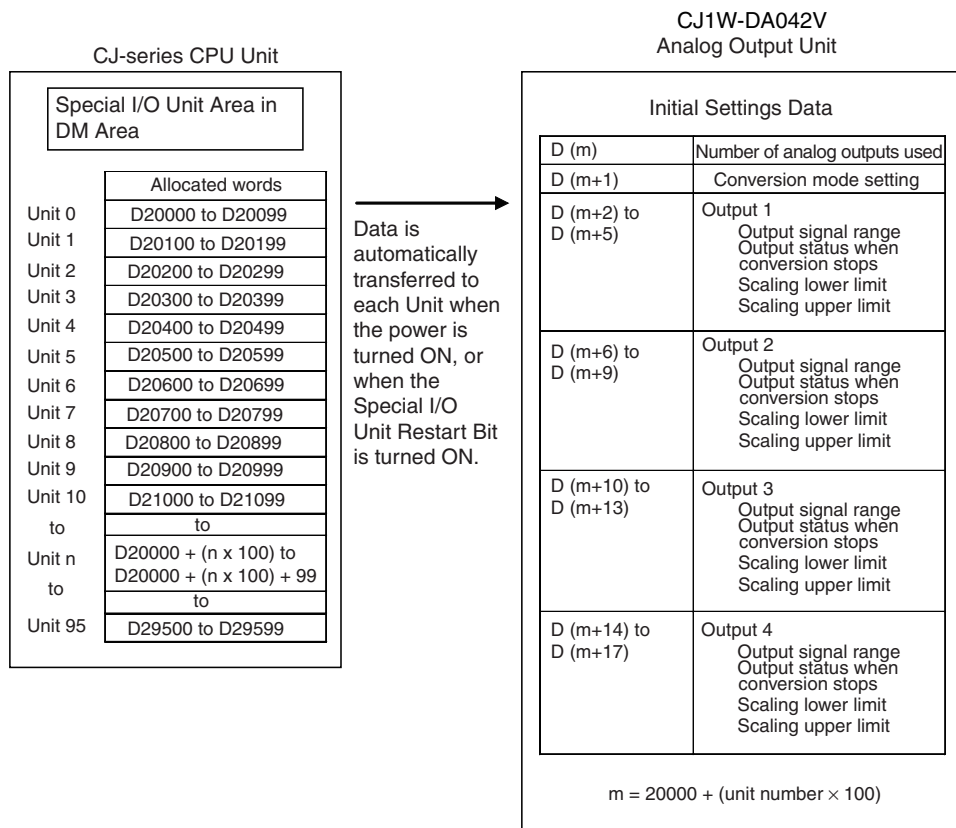 CJ-series CPU Unit
Special I/O Unit Area in
DM Area
Allocated words
Unit 0 D20000 to D20099
Unit 1 D20100 to D20199
Unit 2 D20200 to D20299
Unit 3 D20300 to D20399
Unit 4 D20400 to D20499
Unit 5 D20500 to D20599
Unit 6 D20600 to D20699
Unit 7 D20700 to D20799
Unit 8 D20800 to D20899
Unit 9 D20900 to D20999
Unit 10 D21000 to D21099
to to
Unit n D20000 + (n x 100) to
D20000 + (n x 100) + 99
to to
Unit 95 D29500 to D29599
Data is
automatically
transferred to
each Unit when
the power is
turned ON, or
when the
Special I/O
Unit Restart Bit
is turned ON.
CJ1W-DA042V
Analog Output Unit
Initial Settings Data
D (m) Number of analog outputs used
D (m+1) Conversion mode setting
D (m+2) to
D (m+5)
Output 1
Output signal range
Output status when
conversion stops
Scaling lower limit
Scaling upper limit
D (m+6) to
D (m+9)
Output 2
Output signal range
Output status when
conversion stops
Scaling lower limit
Scaling upper limit
D (m+10) to
D (m+13)
Output 3
Output signal range
Output status when
conversion stops
Scaling lower limit
Scaling upper limit
D (m+14) to
D (m+17)
Output 4
Output signal range
Output status when
conversion stops
Scaling lower limit
Scaling upper limit
m = 20000 + (unit number × 100)